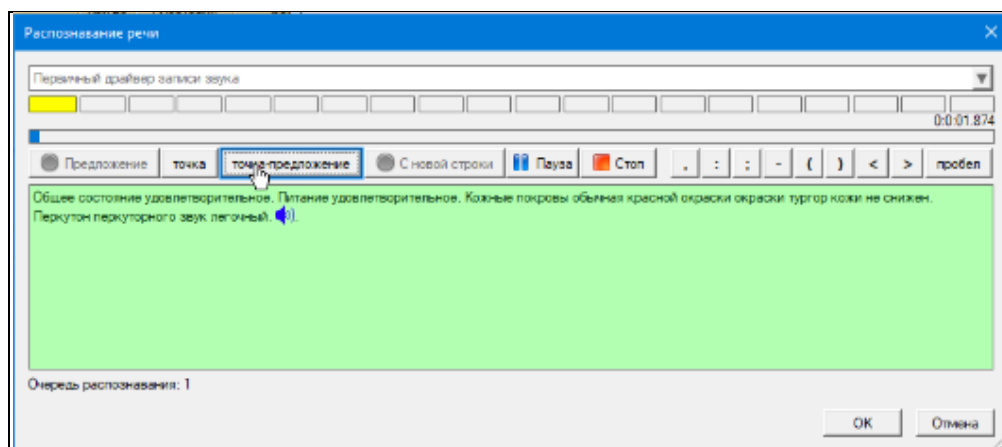 Распознавание речи
Первичный драйвер записи звука
0:0:01.874
Предложение точка точка-предложение С новой строки Пауза Стоп , : ; - ( ) < > пробел
Общее состояние удовлетворительное. Питание удовлетворительное. Кожные покровы обычная красной окраски окраски тургор кожи не снижен.
Перкутон перкуторного звук легочный.
Очередь распознавания: 1
OK Отмена